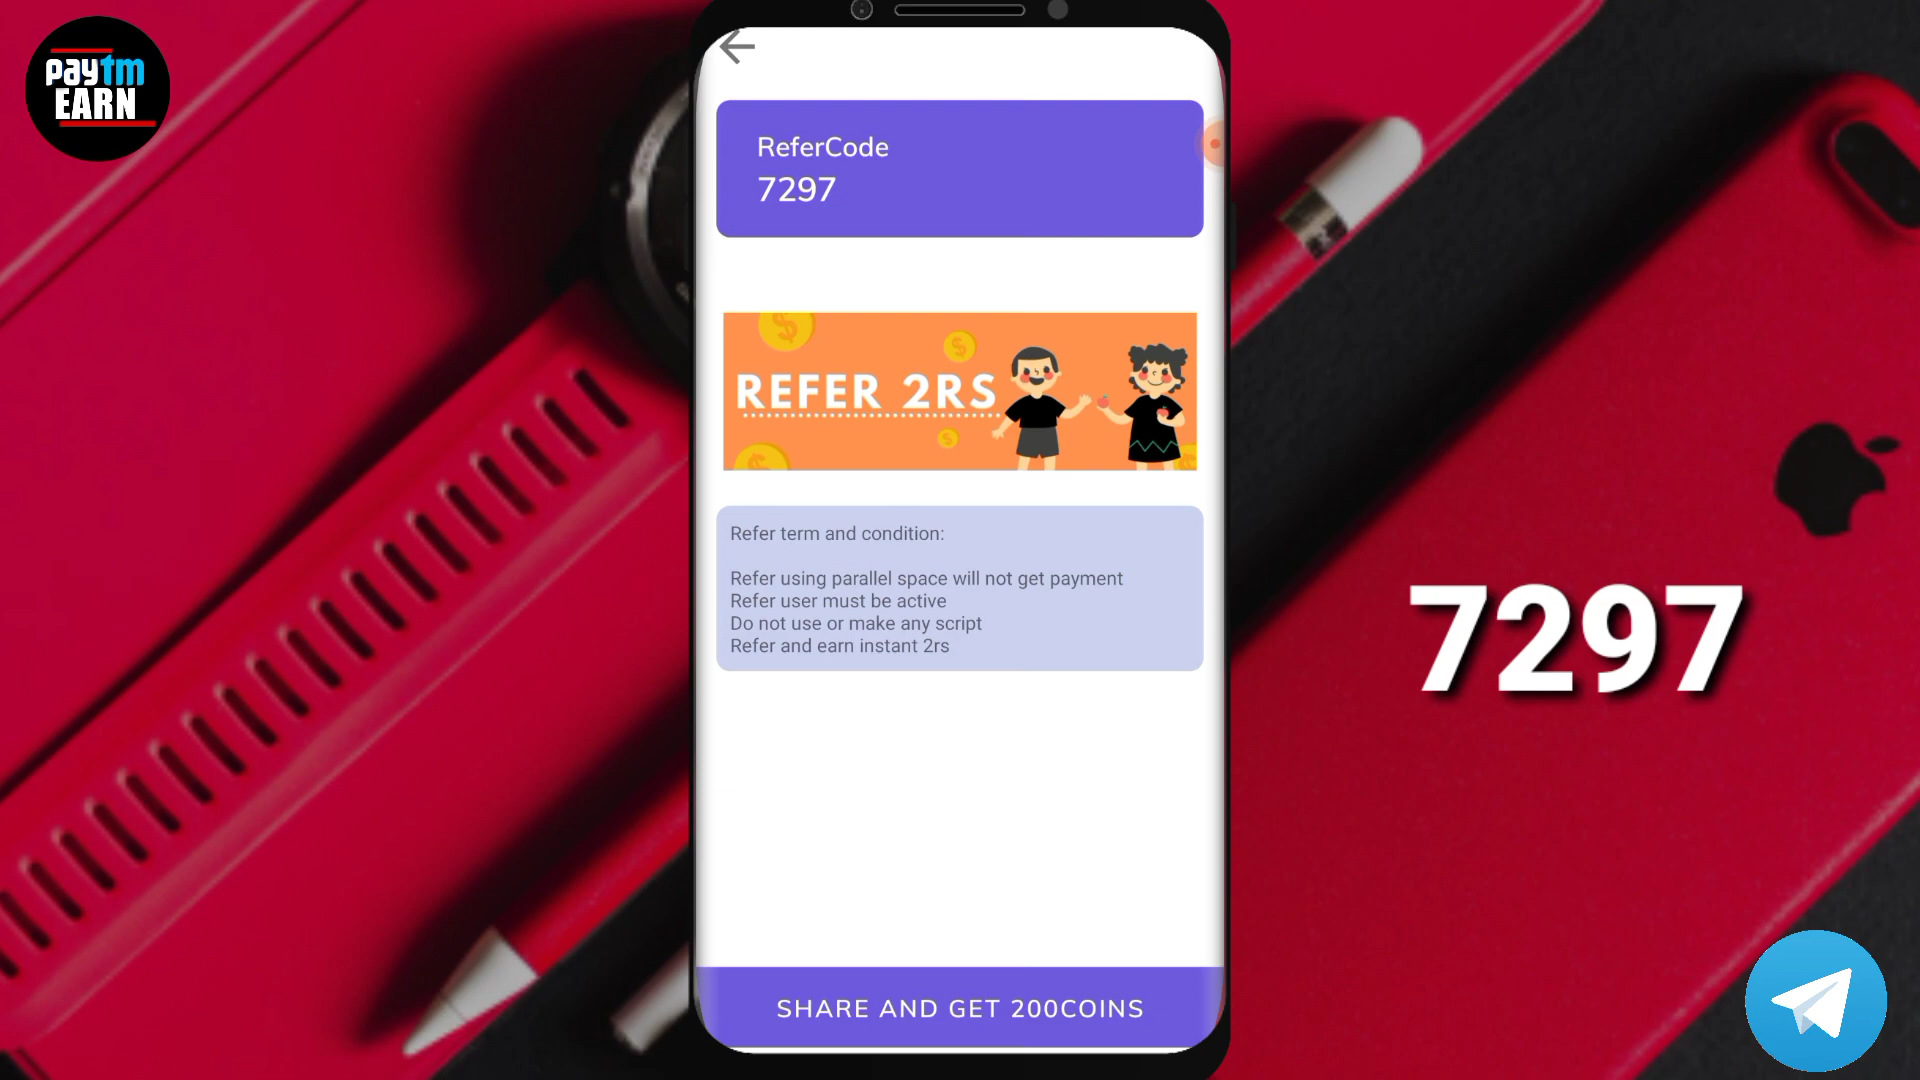 paytm
EARN
ReferCode
7297
REFER 2RS
Refer term and condition:
Refer using parallel space will not get payment
Refer user must be active
Do not use or make any script
Refer and earn instant 2rs
7297
SHARE AND GET 200COINS